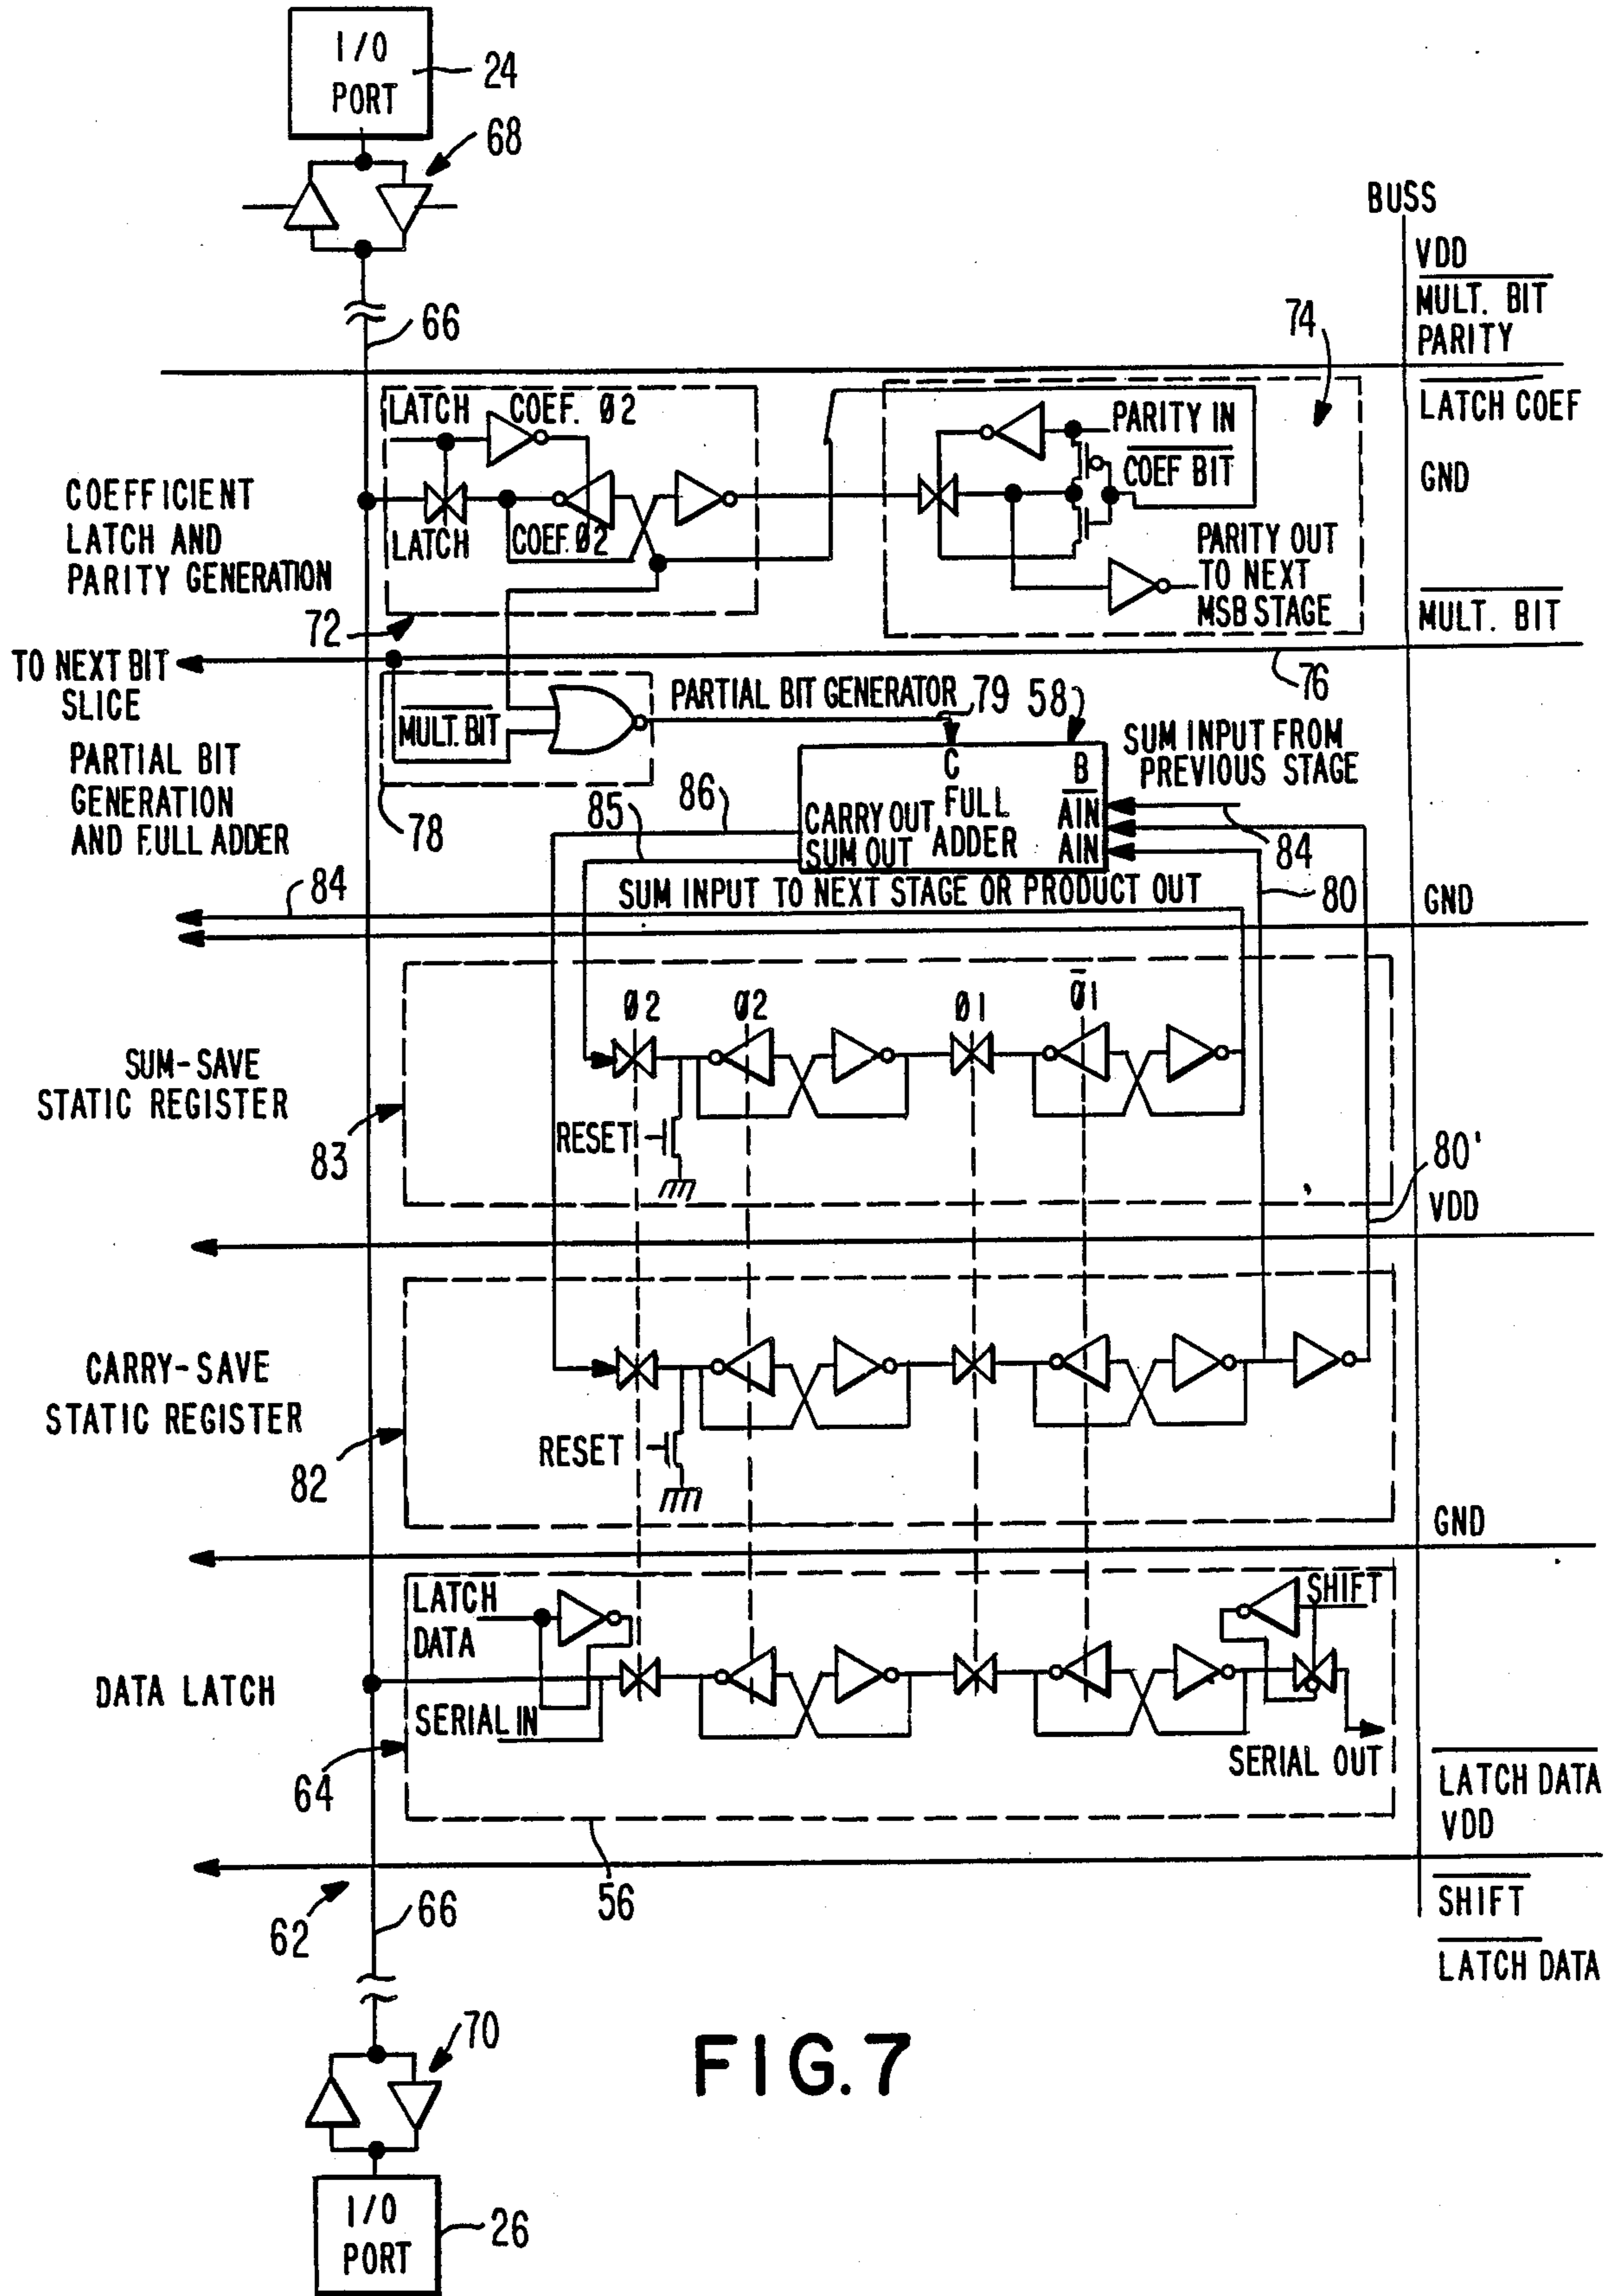 I/O
PORT
24
68
BUSS
VDD
MULT. BIT
PARITY
66
74
LATCH COEF. Ø2
PARITY IN
LATCH COEF
COEF BIT
GND
COEFFICIENT
LATCH AND
PARITY GENERATION
LATCH COEF. Ø2
PARITY OUT
TO NEXT
MSB STAGE
MULT. BIT
72
TO NEXT BIT
SLICE
76
PARTIAL BIT GENERATOR 79 58
MULT. BIT
SUM INPUT FROM
PREVIOUS STAGE
PARTIAL BIT
GENERATION
AND FULL ADDER
78
86
85
C B
FULL
ADDER
CARRY OUT
SUM OUT
AIN
AIN
84
80
SUM INPUT TO NEXT STAGE OR PRODUCT OUT
84
GND
Ø2 Ø2 Ø1 Ø1
SUM-SAVE
STATIC REGISTER
83
RESET
80'
VDD
CARRY-SAVE
STATIC REGISTER
82
RESET
GND
LATCH
DATA
SHIFT
DATA LATCH
SERIAL IN
SERIAL OUT
64
LATCH DATA
VDD
56
SHIFT
62
66
LATCH DATA
70
FIG.7
I/O
PORT
26